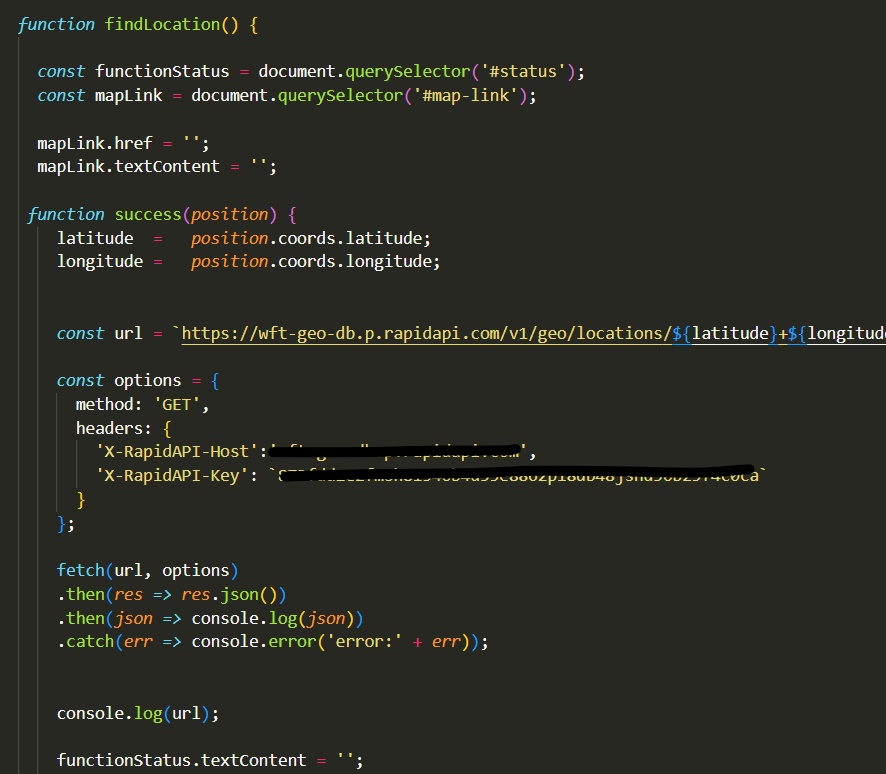 function findLocation() {
const functionStatus = document.querySelector('#status');
const mapLink = document.querySelector('#map-link');
mapLink.href = '';
mapLink.textContent = '';
function success(position) {
latitude = position.coords.latitude;
longitude = position.coords.longitude;
const url = `https://wft-geo-db.p.rapidapi.com/v1/geo/locations/${latitude}+${longitude
const options = {
method: 'GET',
headers: {
'X-RapidAPI-Host':' ',
'X-RapidAPI-Key': ` `
}
};
fetch(url, options)
.then(res => res.json())
.then(json => console.log(json))
.catch(err => console.error('error:' + err));
console.log(url);
functionStatus.textContent = '';